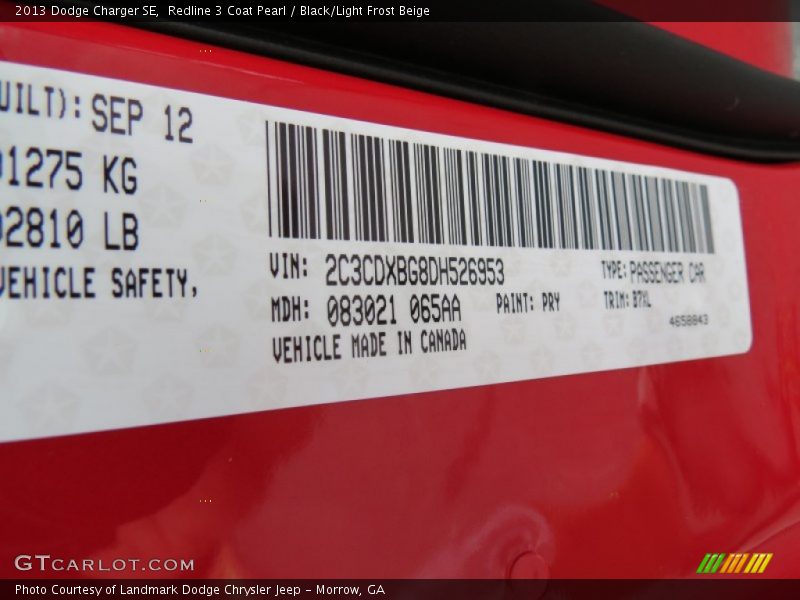 2013 Dodge Charger SE,  Redline 3 Coat Pearl / Black/Light Frost Beige
UILT): SEP 12
1275 KG
2810 LB
VEHICLE SAFETY,
VIN: 2C3CDXBG8DH526953
TYPE: PASSENGER CAR
MDH: 083021 065AA
PAINT: PRY
TRIM: B7XL
4658843
VEHICLE MADE IN CANADA
GTCARLOT.COM
Photo Courtesy of Landmark Dodge Chrysler Jeep - Morrow, GA